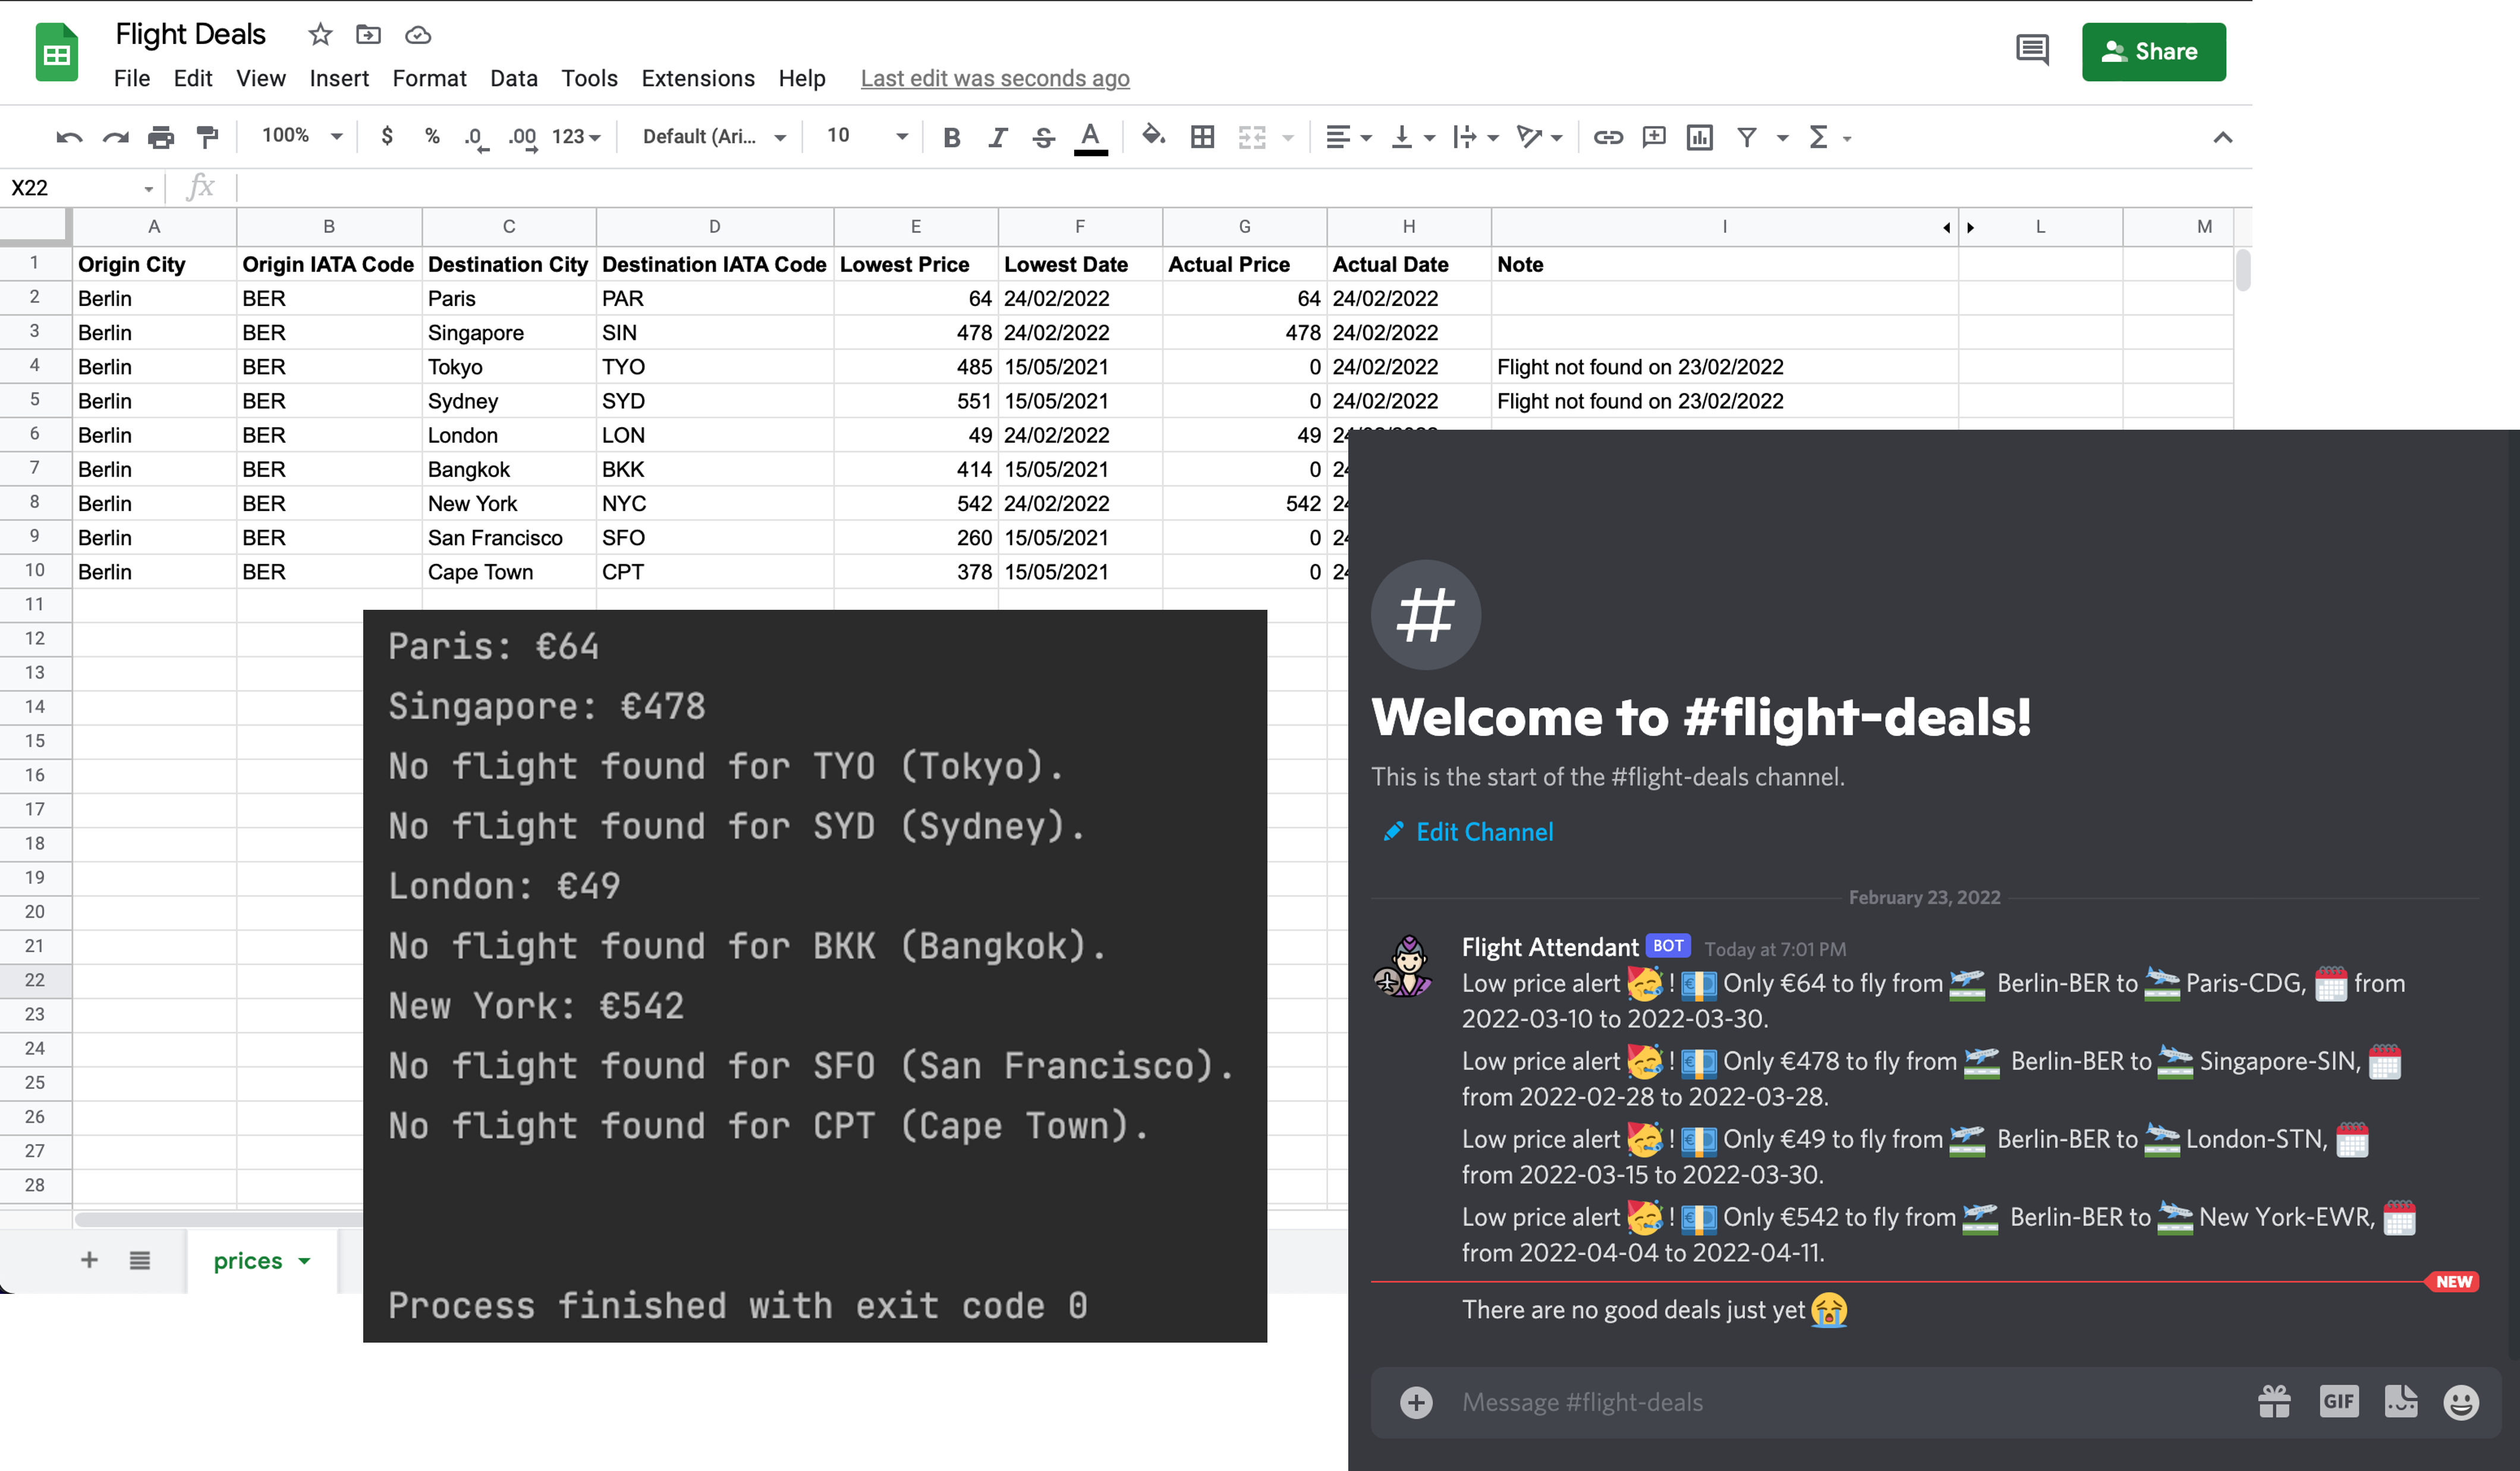 Flight Deals
File Edit View Insert Format Data Tools Extensions Help Last edit was seconds ago
Share
100% $ % .0 .00 123 Default (Ari... 10 B I S A
X22 fx
A B C D E F G H I L M
1 Origin City Origin IATA Code Destination City Destination IATA Code Lowest Price Lowest Date Actual Price Actual Date Note
2 Berlin BER Paris PAR 64 24/02/2022 64 24/02/2022
3 Berlin BER Singapore SIN 478 24/02/2022 478 24/02/2022
4 Berlin BER Tokyo TYO 485 15/05/2021 0 24/02/2022 Flight not found on 23/02/2022
5 Berlin BER Sydney SYD 551 15/05/2021 0 24/02/2022 Flight not found on 23/02/2022
6 Berlin BER London LON 49 24/02/2022 49
7 Berlin BER Bangkok BKK 414 15/05/2021 0
8 Berlin BER New York NYC 542 24/02/2022 542
9 Berlin BER San Francisco SFO 260 15/05/2021 0
10 Berlin BER Cape Town CPT 378 15/05/2021 0
11
12
13
14
15
16
17
18
19
20
21
22
23
24
25
26
27
28
prices
Paris: €64
Singapore: €478
No flight found for TYO (Tokyo).
No flight found for SYD (Sydney).
London: €49
No flight found for BKK (Bangkok).
New York: €542
No flight found for SFO (San Francisco).
No flight found for CPT (Cape Town).
Process finished with exit code 0
#
Welcome to #flight-deals!
This is the start of the #flight-deals channel.
Edit Channel
February 23, 2022
Flight Attendant BOT Today at 7:01 PM
Low price alert 🥳! 💶 Only €64 to fly from 🛫 Berlin-BER to 🛬 Paris-CDG, 🗓 from
2022-03-10 to 2022-03-30.
Low price alert 🥳! 💶 Only €478 to fly from 🛫 Berlin-BER to 🛬 Singapore-SIN, 🗓
from 2022-02-28 to 2022-03-28.
Low price alert 🥳! 💶 Only €49 to fly from 🛫 Berlin-BER to 🛬 London-STN, 🗓
from 2022-03-15 to 2022-03-30.
Low price alert 🥳! 💶 Only €542 to fly from 🛫 Berlin-BER to 🛬 New York-EWR, 🗓
from 2022-04-04 to 2022-04-11.
NEW
There are no good deals just yet 😭
Message #flight-deals
GIF